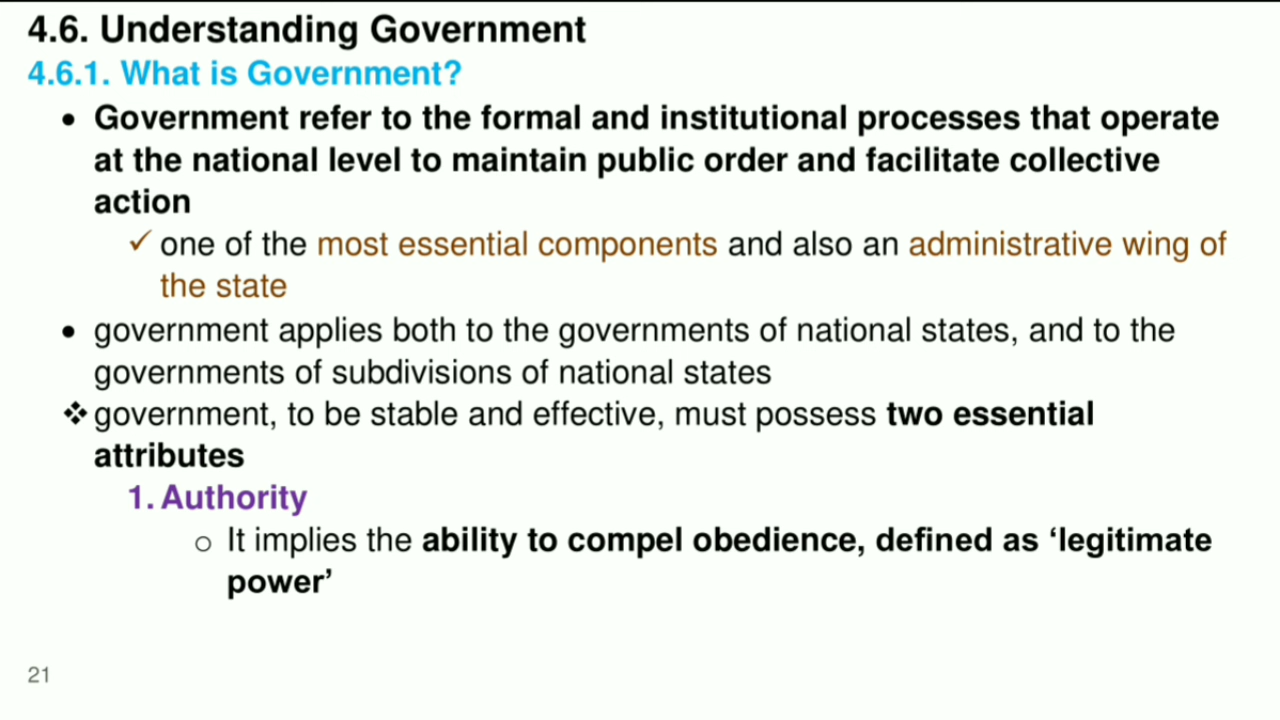 4.6. Understanding Government
4.6.1. What is Government?
• Government refer to the formal and institutional processes that operate
at the national level to maintain public order and facilitate collective
action
✓ one of the most essential components and also an administrative wing of
the state
• government applies both to the governments of national states, and to the
governments of subdivisions of national states
❖ government, to be stable and effective, must possess two essential
attributes
1. Authority
o It implies the ability to compel obedience, defined as ‘legitimate
power’
21